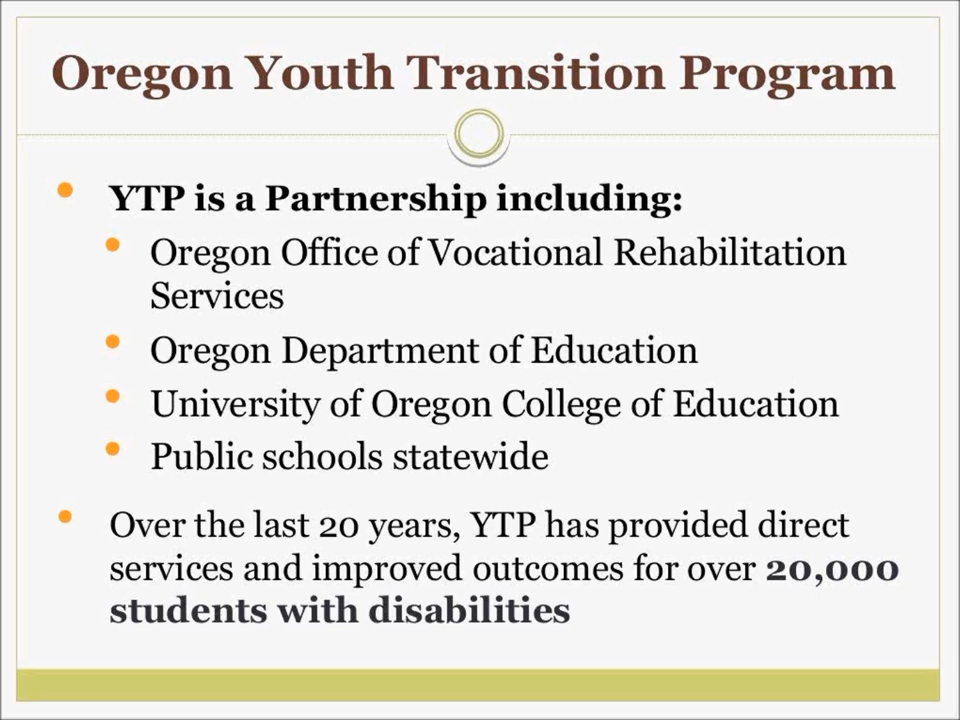 Oregon Youth Transition Program
• YTP is a Partnership including:
• Oregon Office of Vocational Rehabilitation
Services
• Oregon Department of Education
• University of Oregon College of Education
• Public schools statewide
• Over the last 20 years, YTP has provided direct
services and improved outcomes for over 20,000
students with disabilities